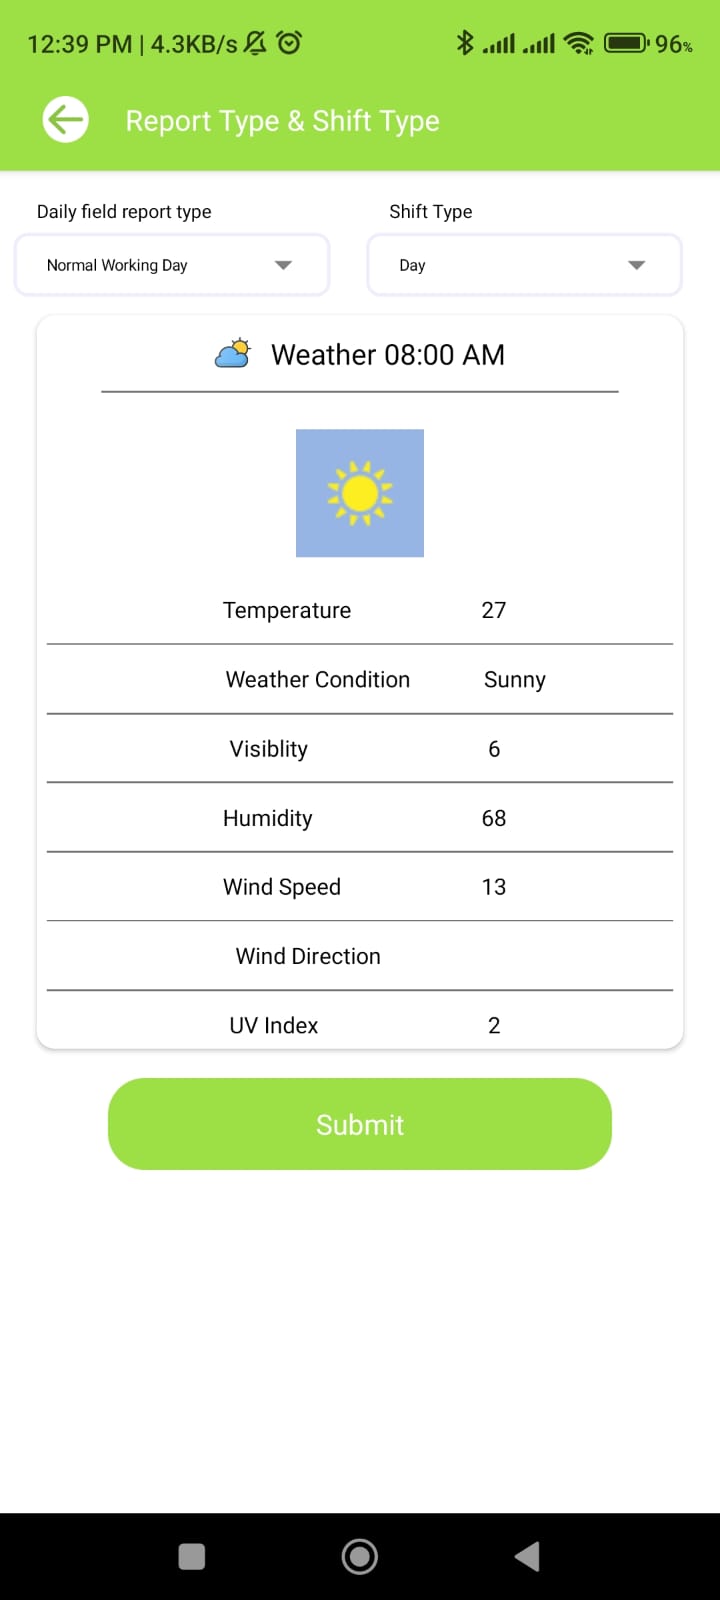 12:39 PM | 4.3KB/s 96%
Report Type & Shift Type
Daily field report type Shift Type
Normal Working Day Day
Weather 08:00 AM
Temperature 27
Weather Condition Sunny
Visiblity 6
Humidity 68
Wind Speed 13
Wind Direction
UV Index 2
Submit